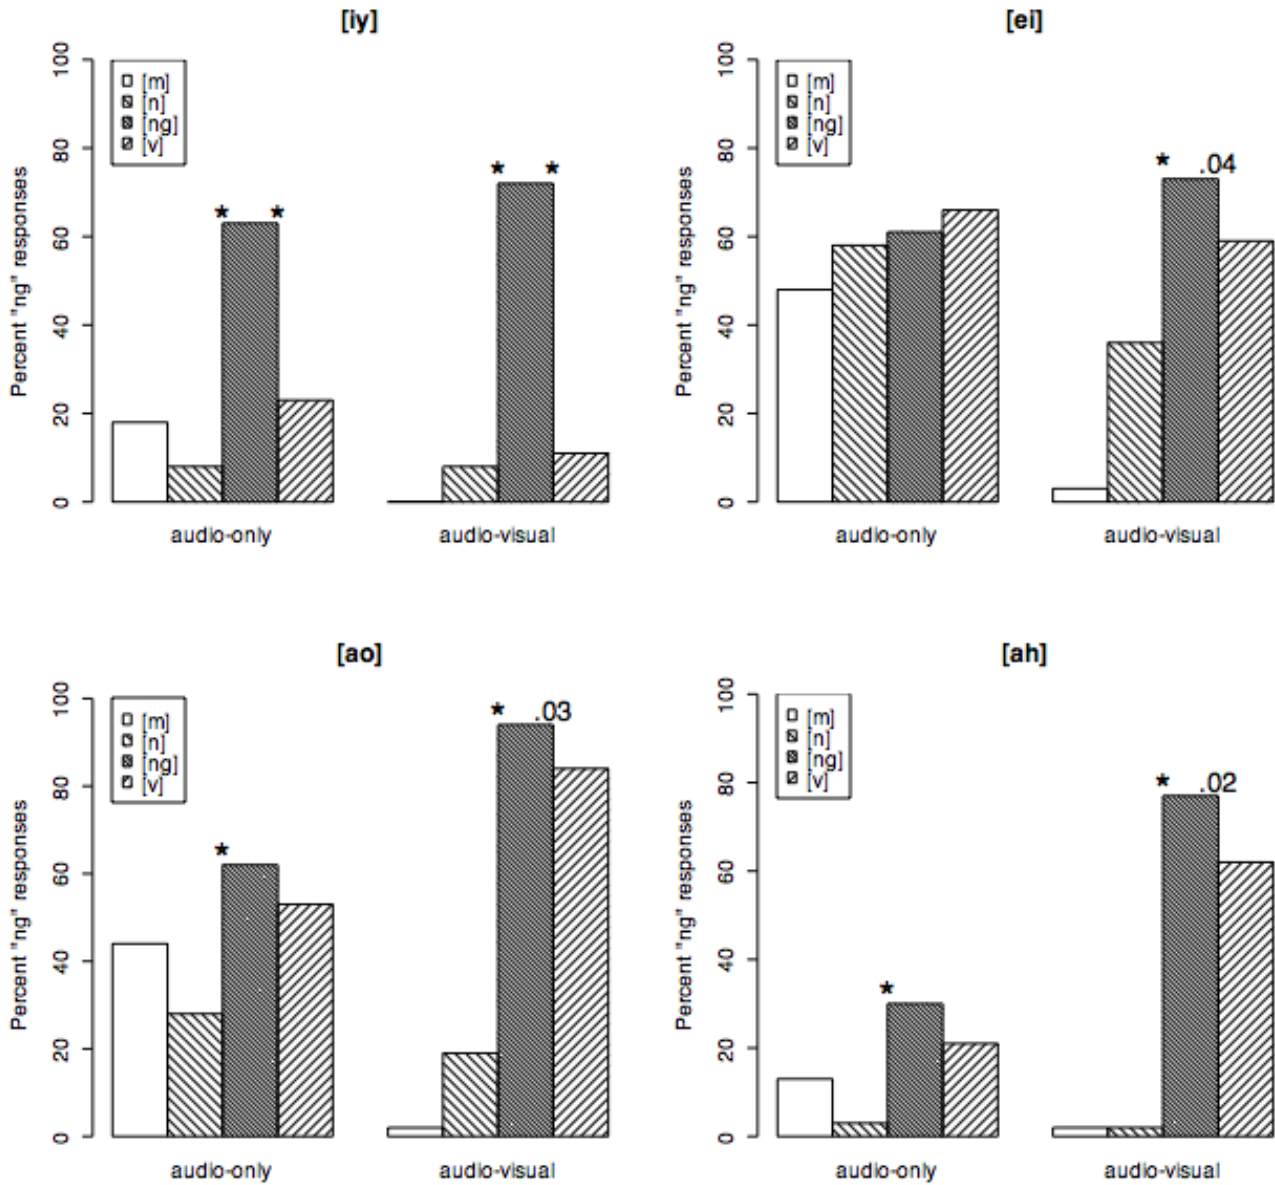 [iy]
Percent "ng" responses
100
80
60
40
20
0
[m]
[n]
[ng]
[v]
* * * *
audio-only audio-visual
[ei]
Percent "ng" responses
100
80
60
40
20
0
[m]
[n]
[ng]
[v]
* .04
audio-only audio-visual
[ao]
Percent "ng" responses
100
80
60
40
20
0
[m]
[n]
[ng]
[v]
* * .03
audio-only audio-visual
[ah]
Percent "ng" responses
100
80
60
40
20
0
[m]
[n]
[ng]
[v]
* * .02
audio-only audio-visual